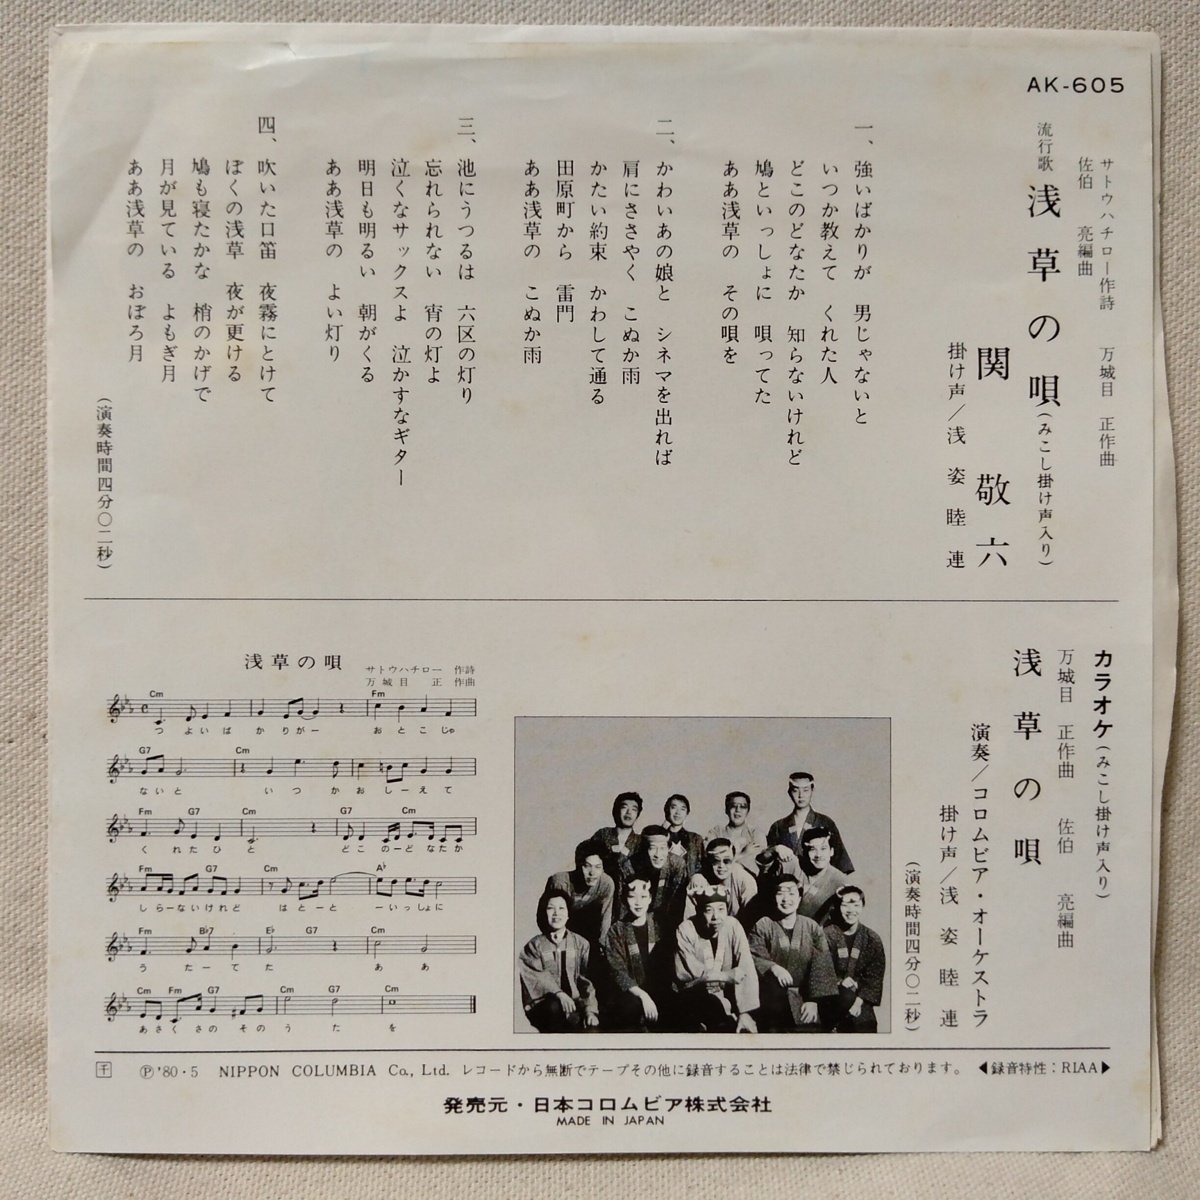 AK-605
サトウハチロー作詩 万城目 正作曲
佐伯 亮編曲
流行歌 浅草の唄(みこし掛け声入り)
関 敬六
掛け声/浅姿睦連
一、強いばかりが 男じゃないと
いつか教えて くれた人
どこのどなたか 知らないけれど
鳩といっしょに 唄ってた
ああ浅草の その唄を
二、かわいあの娘と シネマを出れば
肩にささやく こぬか雨
かたい約束 かわして通る
田原町から 雷門
ああ浅草の こぬか雨
三、池にうつるは 六区の灯り
忘れられない 宵の灯よ
泣くなサックスよ 泣かすなギター
明日も明るい 朝がくる
ああ浅草の よい灯り
四、吹いた口笛 夜霧にとけて
ぼくの浅草 夜が更ける
鳩も寝たかな 梢のかげで
月が見ている よもぎ月
ああ浅草の おぼろ月
(演奏時間四分〇二秒)
カラオケ(みこし掛け声入り)
万城目 正作曲 佐伯 亮編曲
浅草の唄
演奏/コロムビア・オーケストラ
掛け声/浅姿睦連
(演奏時間四分〇二秒)
浅草の唄
サトウハチロー 作詩
万城目 正 作曲
Cm Fm
つ よいば かりがー おとこじゃ
G7 Cm
ないと いつ かおしーえて
Fm G7 Cm G7 Cm
くれたひと どこのーどなたか
Fm G7 Cm A♭
しらーないけれど はとーと ーいっしょに
Fm B♭7 E♭ G7 Cm
うたーてた ああ
Cm Fm G7 Cm G7 Cm
あさくさの そのうたを
千 Ⓟ'80・5 NIPPON COLUMBIA Co., Ltd. レコードから無断でテープその他に録音することは法律で禁じられております。 ◀録音特性:RIAA▶
発売元・日本コロムビア株式会社
MADE IN JAPAN